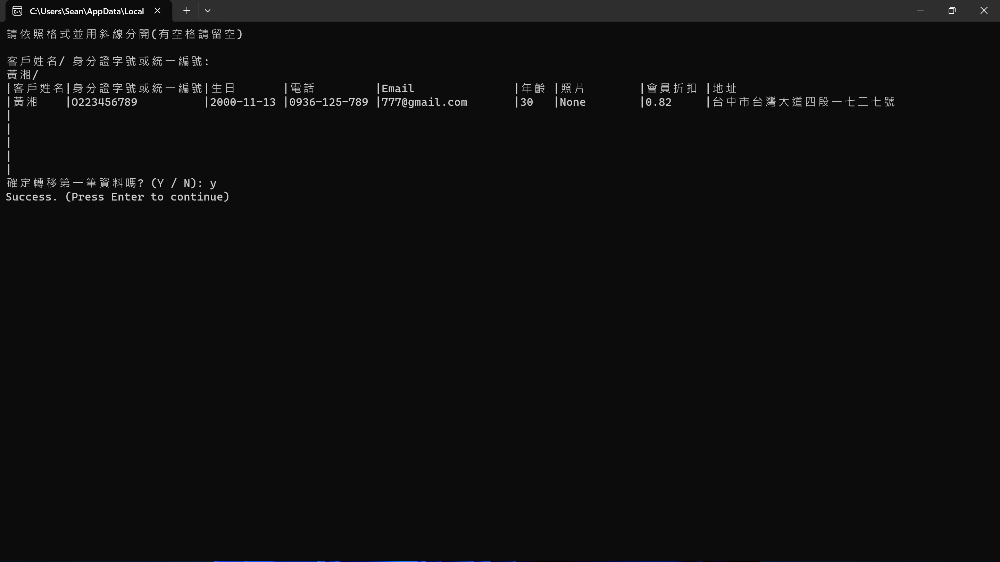 C:\Users\Sean\AppData\Local
請依照格式並用斜線分開(有空格請留空)
客戶姓名/ 身分證字號或統一編號:
黃湘/
|客戶姓名|身分證字號或統一編號|生日 |電話 |Email |年齡 |照片 |會員折扣 |地址
|黃湘 |O223456789 |2000-11-13 |0936-125-789 |777@gmail.com |30 |None |0.82 |台中市台灣大道四段一七二七號
|
|
|
|
|
確定轉移第一筆資料嗎? (Y / N): y
Success. (Press Enter to continue)